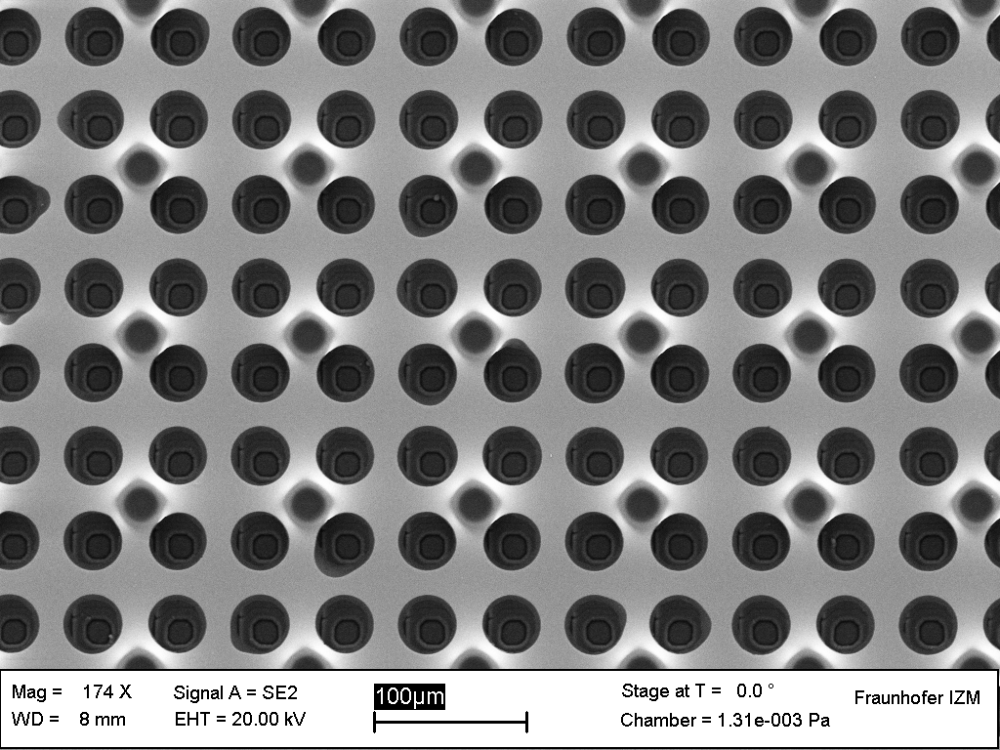 Mag = 174 X Signal A = SE2 100µm Stage at T = 0.0 ° Fraunhofer IZM
WD = 8 mm EHT = 20.00 kV Chamber = 1.31e-003 Pa